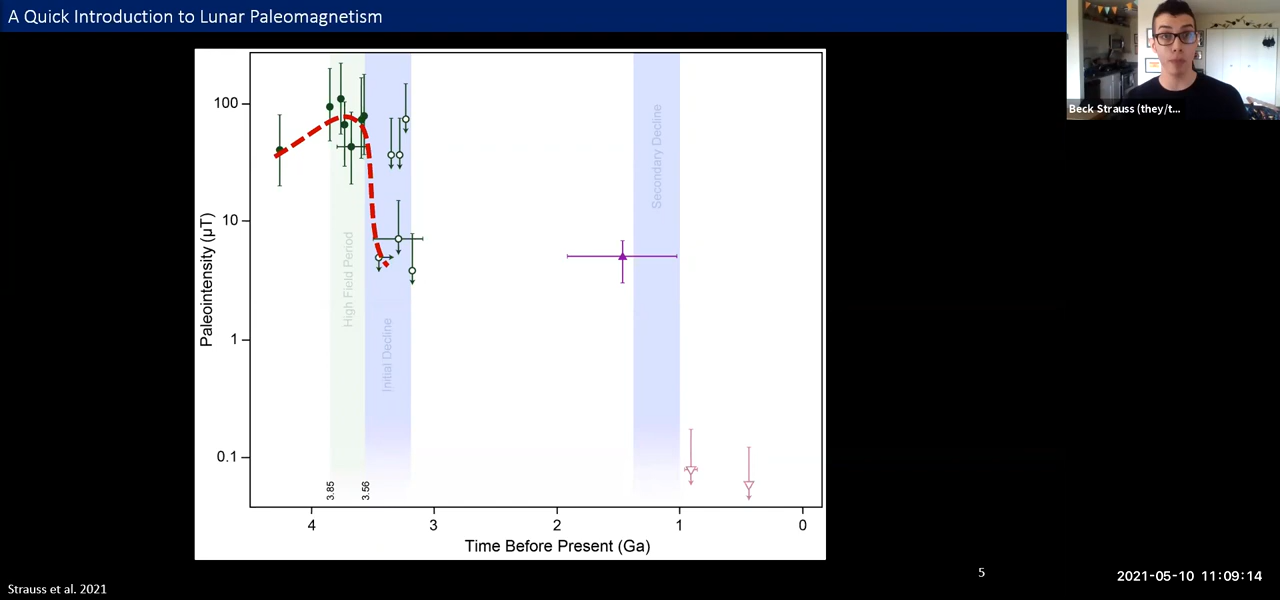 A Quick Introduction to Lunar Paleomagnetism
Beck Strauss (they/t...
100
10
1
0.1
Paleointensity (μT)
High Field Period
Initial Decline
Secondary Decline
3.85
3.56
4
3
2
1
0
Time Before Present (Ga)
5
2021-05-10 11:09:14
Strauss et al. 2021